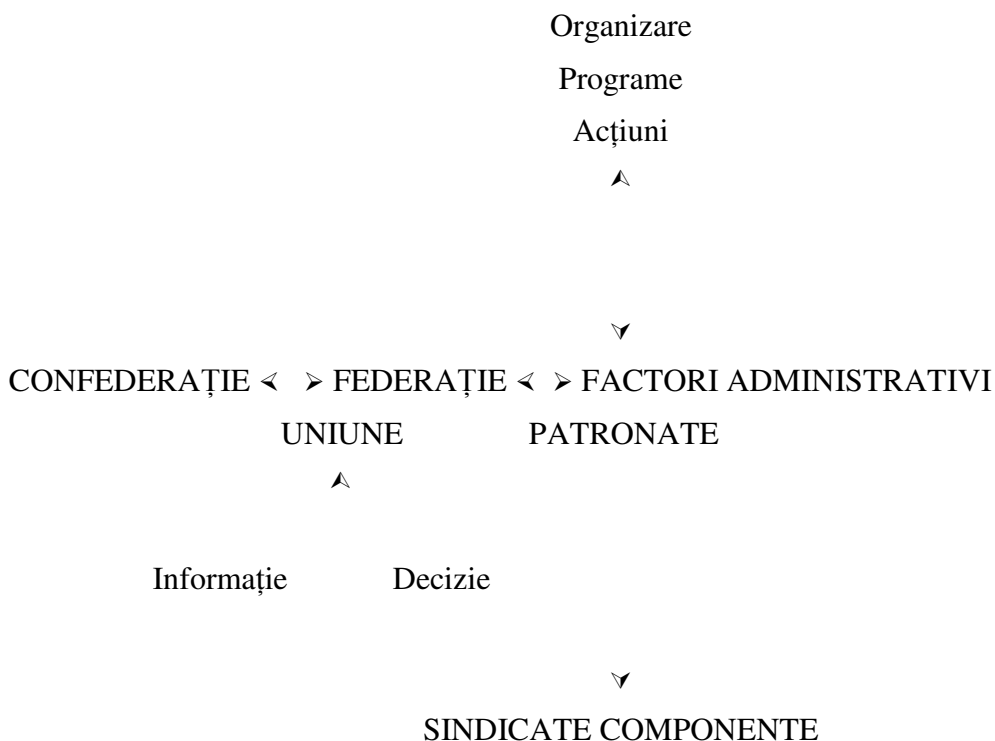 Organizare
Programe
Acțiuni
⮝
⮟
CONFEDERAȚIE ⮜ ⮞ FEDERAȚIE ⮜ ⮞ FACTORI ADMINISTRATIVI
UNIUNE PATRONATE
⮝
Informație Decizie
⮟
SINDICATE COMPONENTE